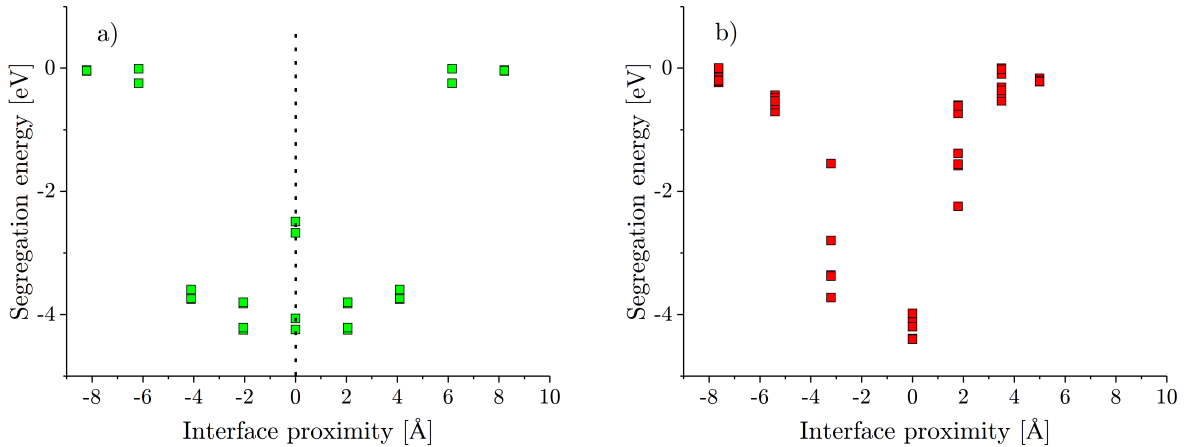 a)
Segregation energy [eV]
0
-2
-4
-8 -6 -4 -2 0 2 4 6 8 10
Interface proximity [Å]
b)
Segregation energy [eV]
0
-2
-4
-8 -6 -4 -2 0 2 4 6 8 10
Interface proximity [Å]